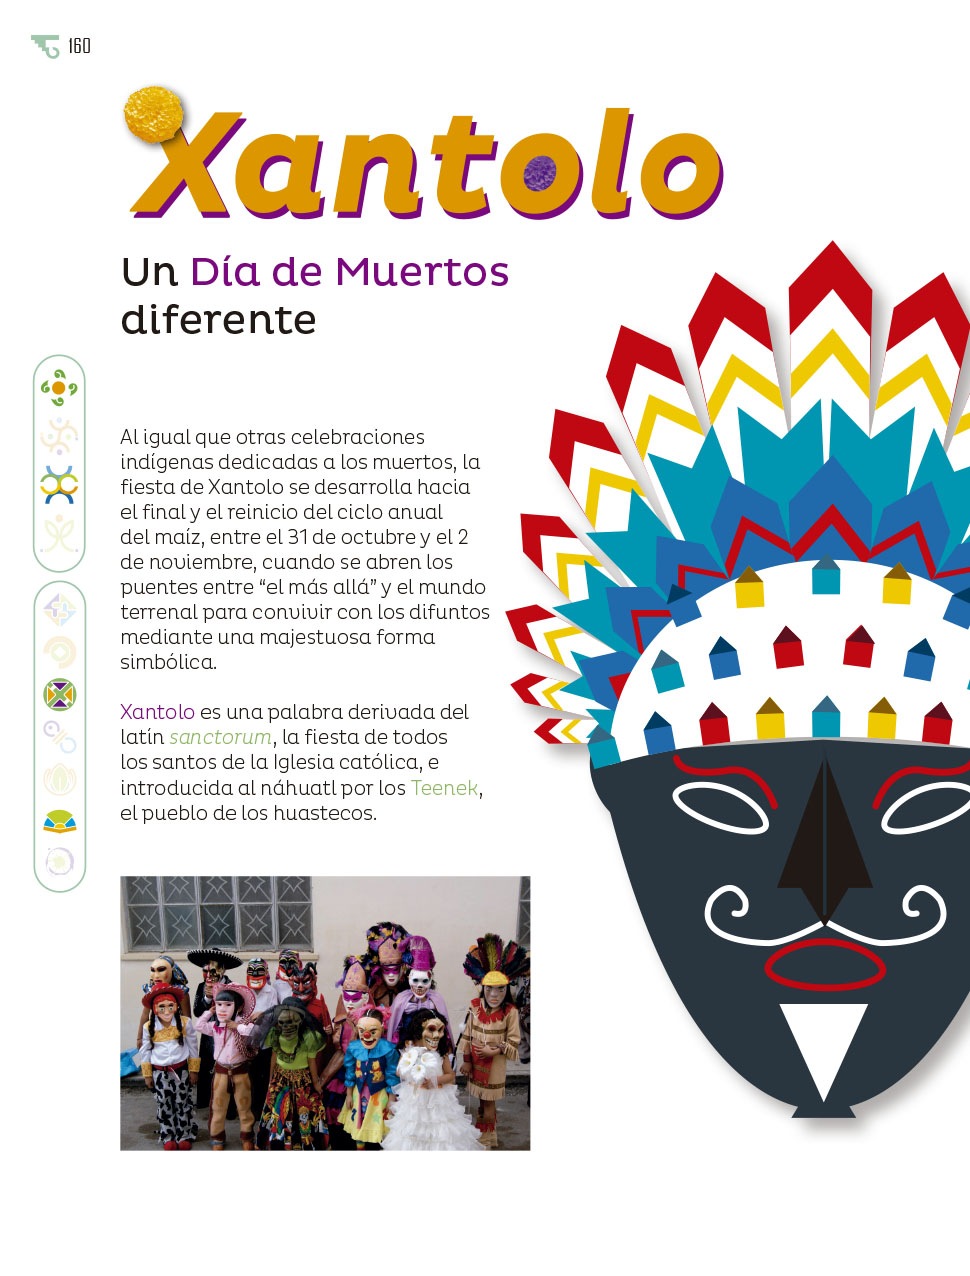 160
Xantolo
Un Día de Muertos
diferente
Al igual que otras celebraciones
indígenas dedicadas a los muertos, la
fiesta de Xantolo se desarrolla hacia
el final y el reinicio del ciclo anual
del maíz, entre el 31 de octubre y el 2
de noviembre, cuando se abren los
puentes entre “el más allá” y el mundo
terrenal para convivir con los difuntos
mediante una majestuosa forma
simbólica.
Xantolo es una palabra derivada del
latín sanctorum, la fiesta de todos
los santos de la Iglesia católica, e
introducida al náhuatl por los Teenek,
el pueblo de los huastecos.